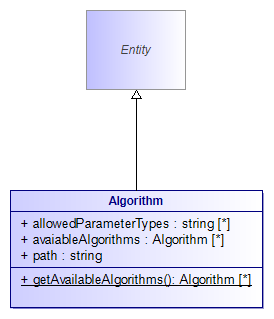 Entity
Algorithm
+ allowedParameterTypes : string [*]
+ avaiableAlgorithms : Algorithm [*]
+ path : string
+ getAvailableAlgorithms(): Algorithm [*]